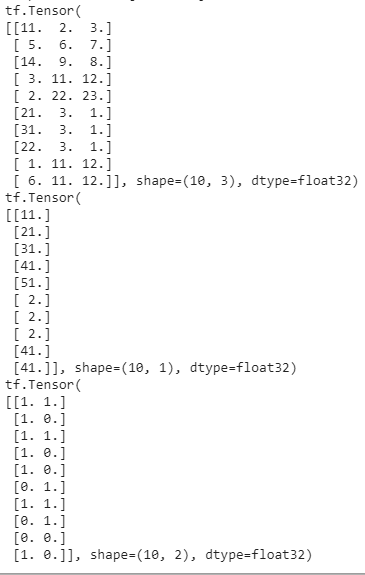 tf.Tensor(
[[11.  2.  3.]
 [ 5.  6.  7.]
 [14.  9.  8.]
 [ 3. 11. 12.]
 [ 2. 22. 23.]
 [21.  3.  1.]
 [31.  3.  1.]
 [22.  3.  1.]
 [ 1. 11. 12.]
 [ 6. 11. 12.]], shape=(10, 3), dtype=float32)
tf.Tensor(
[[11.]
 [21.]
 [31.]
 [41.]
 [51.]
 [ 2.]
 [ 2.]
 [ 2.]
 [41.]
 [41.]], shape=(10, 1), dtype=float32)
tf.Tensor(
[[1. 1.]
 [1. 0.]
 [1. 1.]
 [1. 0.]
 [1. 0.]
 [0. 1.]
 [1. 1.]
 [0. 1.]
 [0. 0.]
 [1. 0.]], shape=(10, 2), dtype=float32)